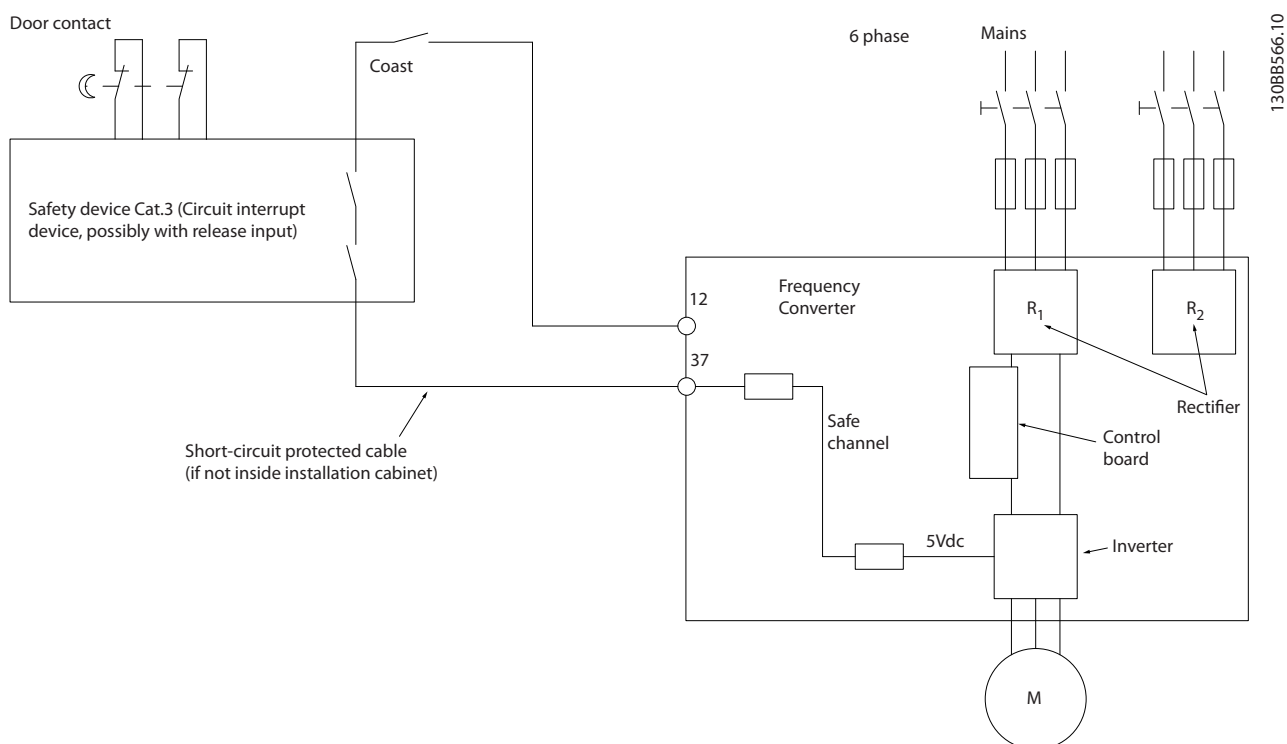 Door contact
Coast
6 phase
Mains
130BB566.10
Safety device Cat.3 (Circuit interrupt
device, possibly with release input)
12
Frequency
Converter
R1
R2
37
Rectifier
Safe
channel
Control
board
Short-circuit protected cable
(if not inside installation cabinet)
5Vdc
Inverter
M